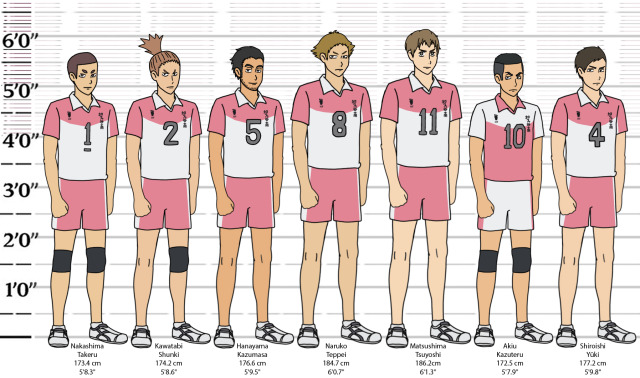 6'0”
5'0”
4'0”
3'0”
2'0”
1'0”
1
2
5
8
11
10
4
Nakashima
Takeru
173.4 cm
5'8.3”
Kawatabi
Shunki
174.2 cm
5'8.6”
Hanayama
Kazumasa
176.6 cm
5'9.5”
Naruko
Teppei
184.7 cm
6'0.7”
Matsushima
Tsuyoshi
186.2cm
6'1.3”
Akiu
Kazuteru
172.5 cm
5'7.9”
Shiroishi
Yūki
177.2 cm
5'9.8”